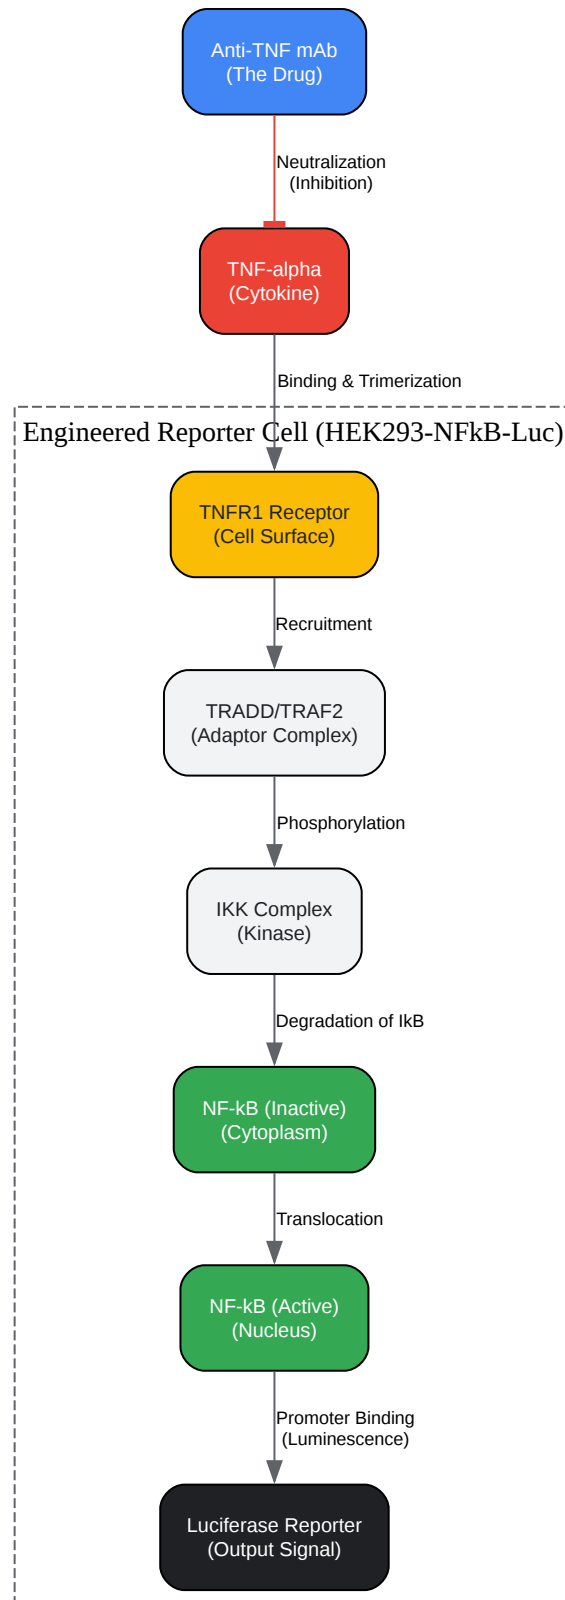 Anti-TNF mAb
(The Drug)
Neutralization
(Inhibition)
TNF-alpha
(Cytokine)
Binding & Trimerization
Engineered Reporter Cell (HEK293-NFkB-Luc)
TNFR1 Receptor
(Cell Surface)
Recruitment
TRADD/TRAF2
(Adaptor Complex)
Phosphorylation
IKK Complex
(Kinase)
Degradation of IkB
NF-kB (Inactive)
(Cytoplasm)
Translocation
NF-kB (Active)
(Nucleus)
Promoter Binding
(Luminescence)
Luciferase Reporter
(Output Signal)